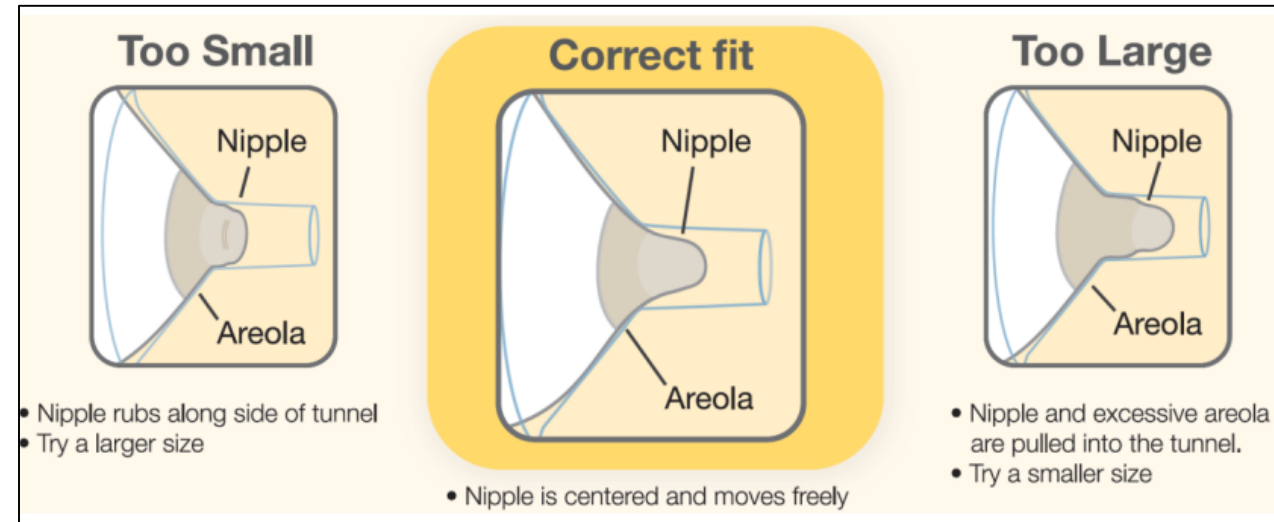 Too Small
Nipple
Areola
• Nipple rubs along side of tunnel
• Try a larger size
Correct fit
Nipple
Areola
• Nipple is centered and moves freely
Too Large
Nipple
Areola
• Nipple and excessive areola
are pulled into the tunnel.
• Try a smaller size